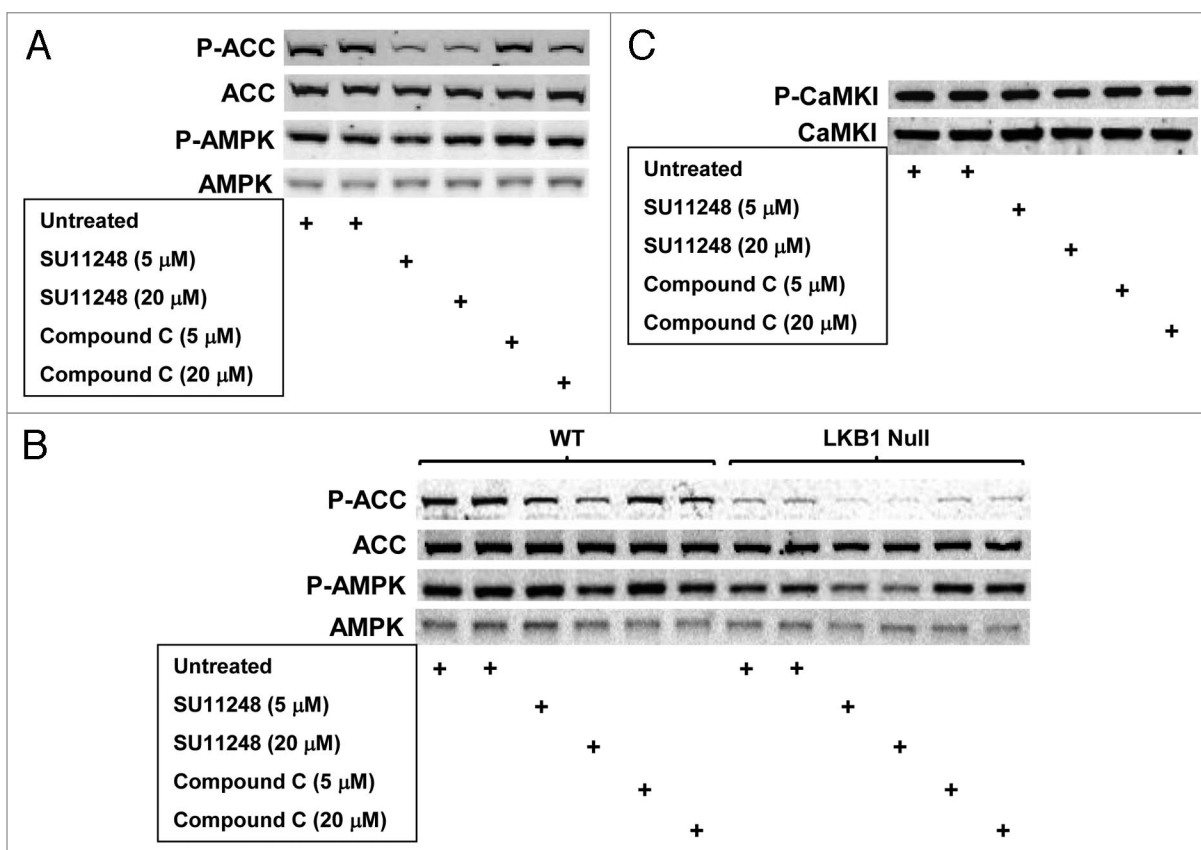 A
P-ACC
ACC
P-AMPK
AMPK
Untreated + +
SU11248 (5 μM) +
SU11248 (20 μM) +
Compound C (5 μM) +
Compound C (20 μM) +
C
P-CaMKI
CaMKI
Untreated + +
SU11248 (5 μM) +
SU11248 (20 μM) +
Compound C (5 μM) +
Compound C (20 μM) +
B
WT LKB1 Null
P-ACC
ACC
P-AMPK
AMPK
Untreated + + + +
SU11248 (5 μM) + +
SU11248 (20 μM) + +
Compound C (5 μM) + +
Compound C (20 μM) + +